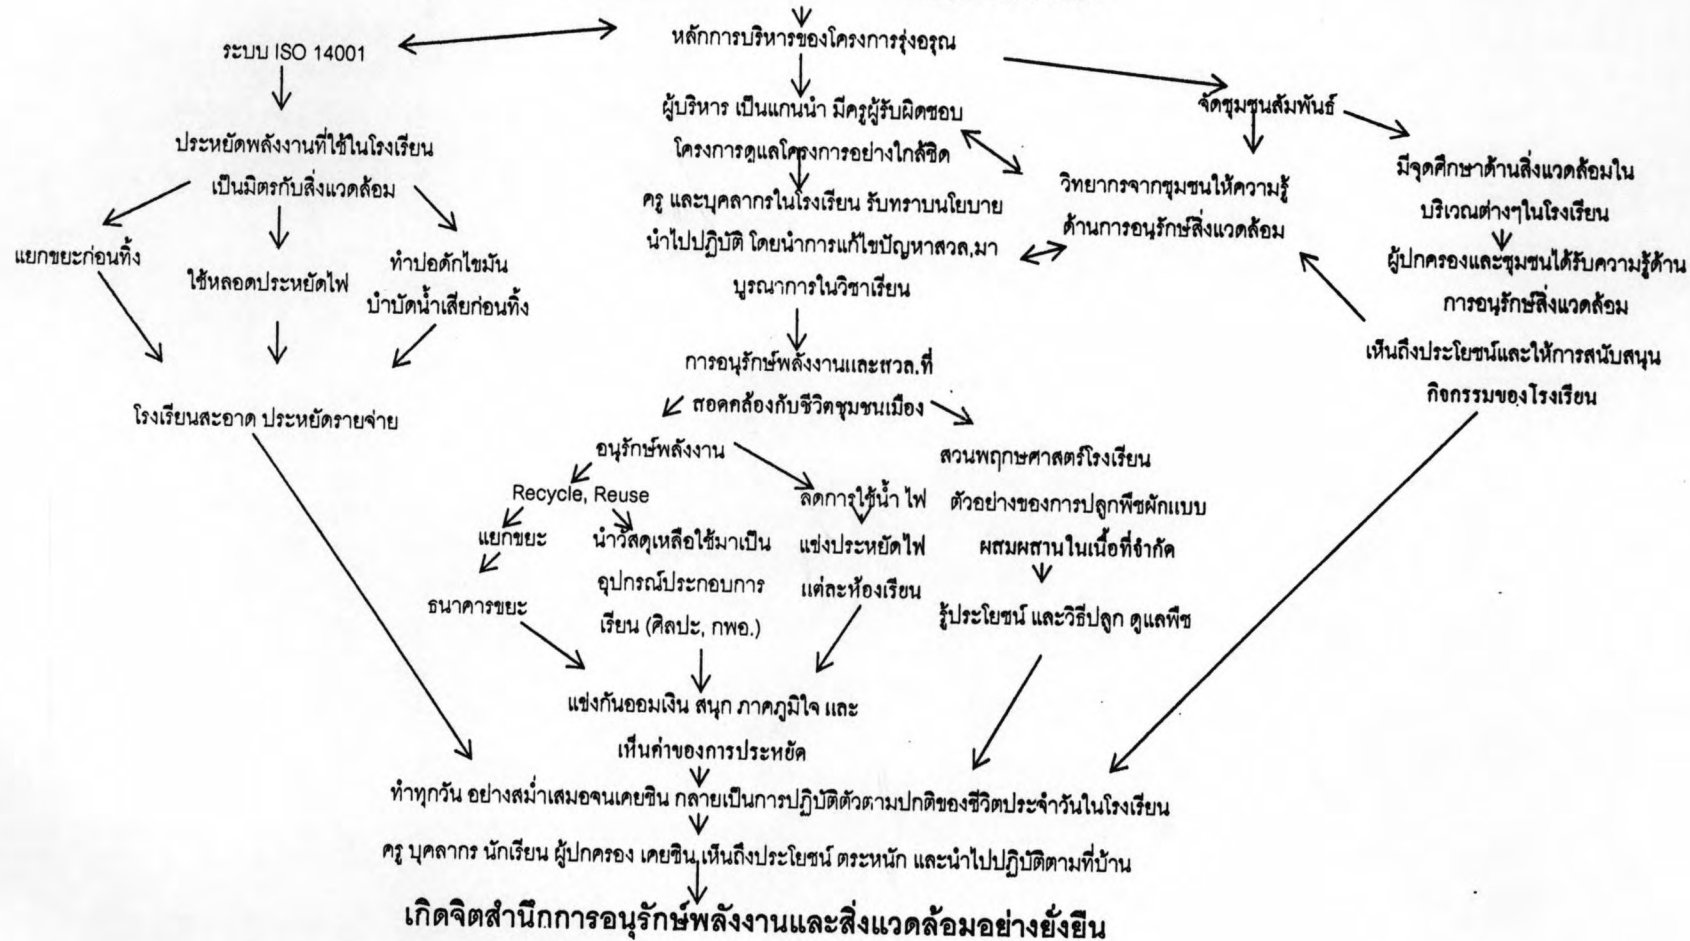 หลักการบริหารของโครงการรุ่งอรุณ
ระบบ ISO 14001
ประหยัดพลังงานที่ใช้ในโรงเรียน
เป็นมิตรกับสิ่งแวดล้อม
แยกขยะก่อนทิ้ง
ใช้หลอดประหยัดไฟ
ทำบ่อดักไขมัน
บำบัดน้ำเสียก่อนทิ้ง
โรงเรียนสะอาด ประหยัดรายจ่าย
ผู้บริหาร เป็นแกนนำ มีครูผู้รับผิดชอบ
โครงการดูแลโครงการอย่างใกล้ชิด
ครู และบุคลากรในโรงเรียน รับทราบนโยบาย
นำไปปฏิบัติ โดยนำการแก้ไขปัญหาสวล,มา
บูรณาการในวิชาเรียน
การอนุรักษ์พลังงานและสวล.ที่
สอดคล้องกับชีวิตชุมชนเมือง
อนุรักษ์พลังงาน
Recycle, Reuse
แยกขยะ
ธนาคารขยะ
นำวัสดุเหลือใช้มาเป็น
อุปกรณ์ประกอบการ
เรียน (ศิลปะ, กพอ.)
ลดการใช้น้ำ ไฟ
แข่งประหยัดไฟ
แต่ละห้องเรียน
สวนพฤกษศาสตร์โรงเรียน
ตัวอย่างของการปลูกพืชผักแบบ
ผสมผสานในเนื้อที่จำกัด
รู้ประโยชน์ และวิธีปลูก ดูแลพืช
จัดชุมชนสัมพันธ์
วิทยากรจากชุมชนให้ความรู้
ด้านการอนุรักษ์สิ่งแวดล้อม
มีจุดศึกษาด้านสิ่งแวดล้อมใน
บริเวณต่างๆในโรงเรียน
ผู้ปกครองและชุมชนได้รับความรู้ด้าน
การอนุรักษ์สิ่งแวดล้อม
เห็นถึงประโยชน์และให้การสนับสนุน
กิจกรรมของโรงเรียน
แข่งกันออมเงิน สนุก ภาคภูมิใจ และ
เห็นค่าของการประหยัด
ทำทุกวัน อย่างสม่ำเสมอจนเคยชิน กลายเป็นการปฏิบัติตัวตามปกติของชีวิตประจำวันในโรงเรียน
ครู บุคลากร นักเรียน ผู้ปกครอง เคยชิน เห็นถึงประโยชน์ ตระหนัก และนำไปปฏิบัติตามที่บ้าน
เกิดจิตสำนึกการอนุรักษ์พลังงานและสิ่งแวดล้อมอย่างยั่งยืน